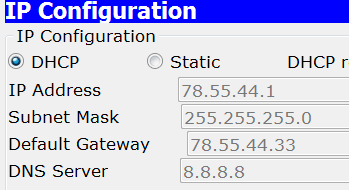 IP Configuration
IP Configuration
DHCP Static DHCP r
IP Address 78.55.44.1
Subnet Mask 255.255.255.0
Default Gateway 78.55.44.33
DNS Server 8.8.8.8